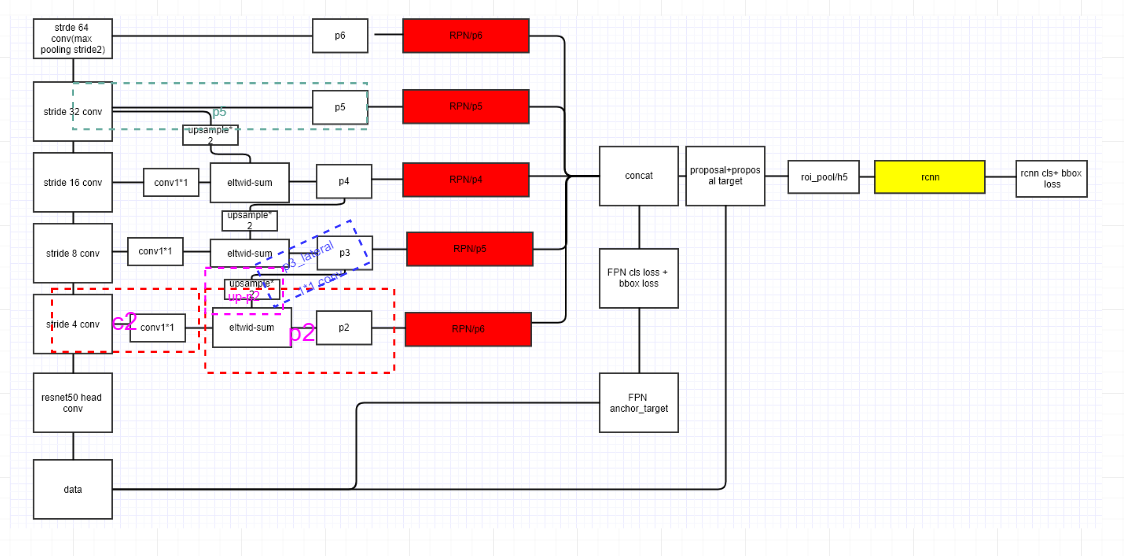 strde 64
conv(max
pooling stride2)
p6
RPN/p6
stride 32 conv
p5
p5
RPN/p5
upsample*
2
stride 16 conv
conv1*1
eltwid-sum
p4
RPN/p4
concat
proposal+propos
al target
roi_pool/h5
rcnn
rcnn cls+ bbox
loss
upsample*
2
stride 8 conv
conv1*1
eltwid-sum
p3_lateral
p3
RPN/p6
FPN cls loss +
bbox loss
upsample*
2
up-p2
stride 4 conv
c2
conv1*1
eltwid-sum
p2
p2
RPN/p6
resnet50 head
conv
FPN
anchor_target
data